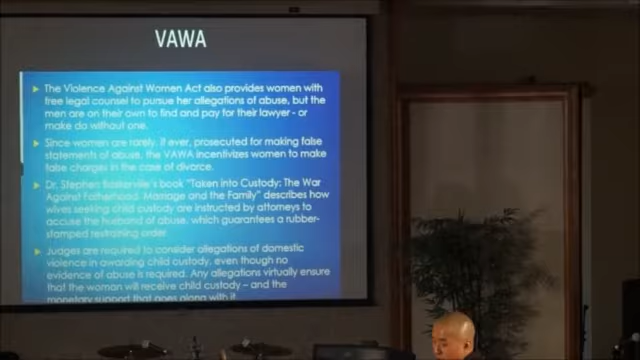 VAWA
The Violence Against Women Act also provides women with
free legal counsel to pursue her allegations of abuse, but the
men are on their own to find and pay for their lawyer - or
make do without one.
Since women are rarely, if ever, prosecuted for making false
statements of abuse, the VAWA incentivizes women to make
false charges in the case of divorce.
Dr. Stephen Baskerville's book "Taken Into Custody: The War
Against Fatherhood, Marriage and the Family" describes how
wives seeking child custody are instructed by attorneys to
accuse the husband of abuse, which guarantees a rubber-
stamped restraining order.
Judges are required to consider allegations of domestic
violence in awarding child custody, even though no
evidence of abuse is required. Any allegations virtually ensure
that the woman will receive child custody – and the
monetary support that goes along with it.